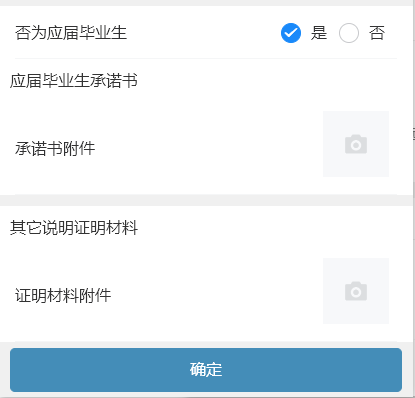 否为应届毕业生 是 否
应届毕业生承诺书
承诺书附件
其它说明证明材料
证明材料附件
确定